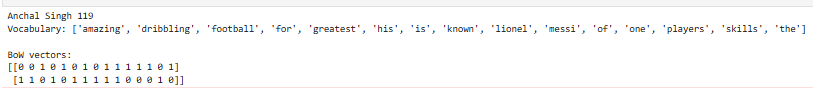 Anchal Singh 119
Vocabulary: ['amazing', 'dribbling', 'football', 'for', 'greatest', 'his', 'is', 'known', 'lionel', 'messi', 'of', 'one', 'players', 'skills', 'the']
BoW vectors:
[[0 0 1 0 1 0 1 0 1 1 1 1 1 0 1]
[1 1 0 1 0 1 1 1 1 1 0 0 0 1 0]]